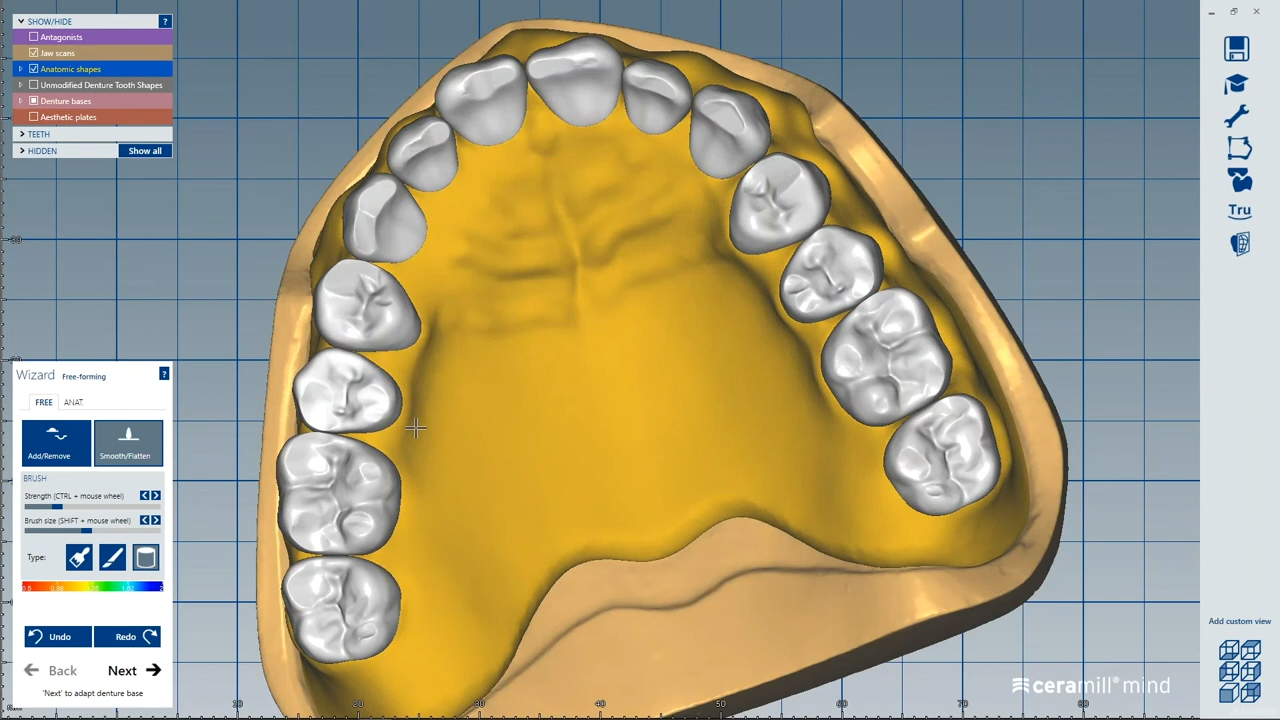 SHOW/HIDE ?
Antagonists
Jaw scans
Anatomic shapes
Unmodified Denture Tooth Shapes
Denture bases
Aesthetic plates
TEETH
HIDDEN Show all
Tru
Wizard Free-forming ?
FREE ANAT.
Add/Remove Smooth/Flatten
BRUSH
Strength (CTRL + mouse wheel)
Brush size (SHIFT + mouse wheel)
Type:
Undo Redo
Back Next
'Next' to adapt denture base
Add custom view
ceramill® mind
10 20 30 40 50 60 70 80